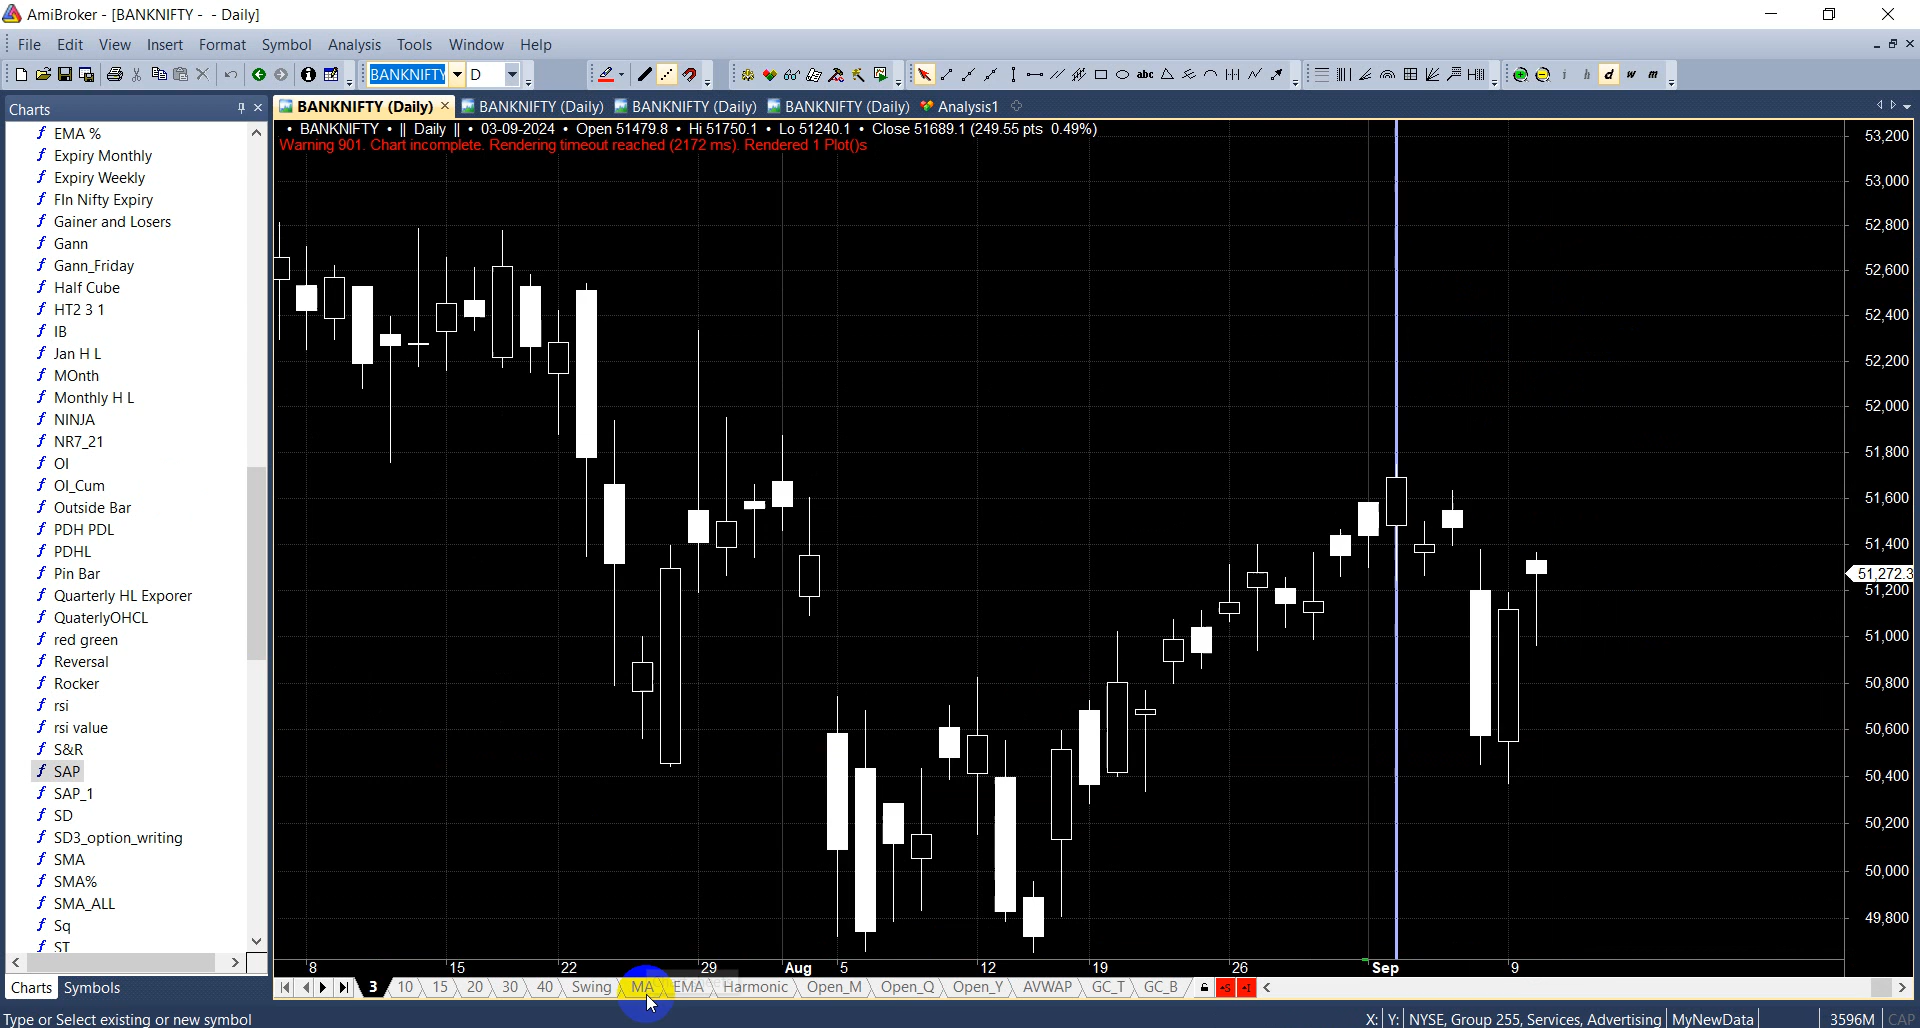 AmiBroker - [BANKNIFTY - - Daily]
File Edit View Insert Format Symbol Analysis Tools Window Help
BANKNIFTY D abc i h d w m
Charts
BANKNIFTY (Daily) BANKNIFTY (Daily) BANKNIFTY (Daily) BANKNIFTY (Daily) Analysis1
• BANKNIFTY • || Daily || • 03-09-2024 • Open 51479.8 • Hi 51750.1 • Lo 51240.1 • Close 51689.1 (249.55 pts 0.49%)
Warning 901. Chart incomplete. Rendering timeout reached (2172 ms). Rendered 1 Plot()s
EMA %
Expiry Monthly
Expiry Weekly
FIn Nifty Expiry
Gainer and Losers
Gann
Gann_Friday
Half Cube
HT2 3 1
IB
Jan H L
MOnth
Monthly H L
NINJA
NR7_21
OI
OI_Cum
Outside Bar
PDH PDL
PDHL
Pin Bar
Quarterly HL Exporer
QuaterlyOHCL
red green
Reversal
Rocker
rsi
rsi value
S&R
SAP
SAP_1
SD
SD3_option_writing
SMA
SMA%
SMA_ALL
Sq
ST
53,200
53,000
52,800
52,600
52,400
52,200
52,000
51,800
51,600
51,400
51,272.3
51,200
51,000
50,800
50,600
50,400
50,200
50,000
49,800
8 15 22 29 Aug 5 12 19 26 Sep 9
3 10 15 20 30 40 Swing MA EMA Harmonic Open_M Open_Q Open_Y AVWAP GC_T GC_B
Charts Symbols
Type or Select existing or new symbol
X: Y: NYSE, Group 255, Services, Advertising MyNewData 3596M CAP